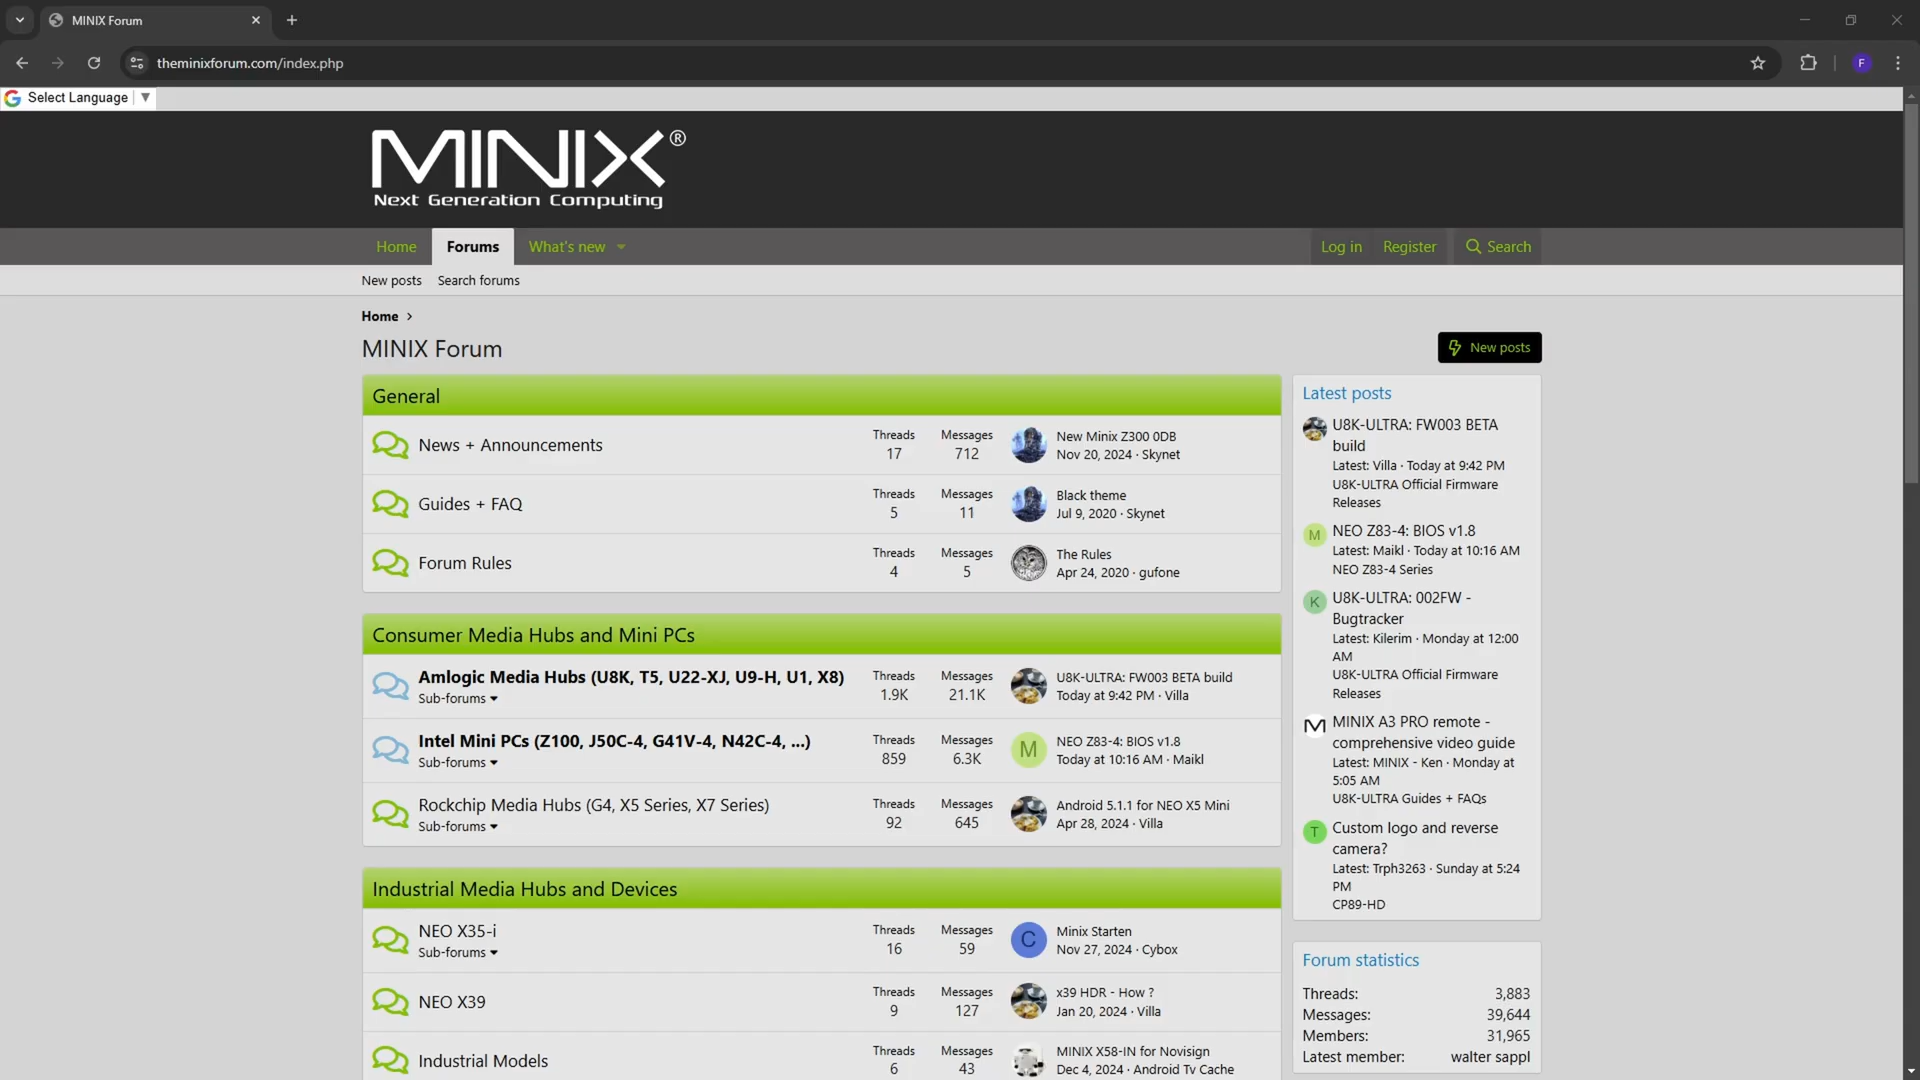 MINIX Forum
theminixforum.com/index.php
F
Select Language
MINIX®
Next Generation Computing
Home
Forums
What's new
Log in
Register
Search
New posts
Search forums
Home
MINIX Forum
New posts
General
News + Announcements
Threads
17
Messages
712
New Minix Z300 0DB
Nov 20, 2024 · Skynet
Guides + FAQ
Threads
5
Messages
11
Black theme
Jul 9, 2020 · Skynet
Forum Rules
Threads
4
Messages
5
The Rules
Apr 24, 2020 · gufone
Consumer Media Hubs and Mini PCs
Amlogic Media Hubs (U8K, T5, U22-XJ, U9-H, U1, X8)
Sub-forums
Threads
1.9K
Messages
21.1K
U8K-ULTRA: FW003 BETA build
Today at 9:42 PM · Villa
Intel Mini PCs (Z100, J50C-4, G41V-4, N42C-4, ...)
Sub-forums
Threads
859
Messages
6.3K
M
NEO Z83-4: BIOS v1.8
Today at 10:16 AM · Maikl
Rockchip Media Hubs (G4, X5 Series, X7 Series)
Sub-forums
Threads
92
Messages
645
Android 5.1.1 for NEO X5 Mini
Apr 28, 2024 · Villa
Industrial Media Hubs and Devices
NEO X35-i
Sub-forums
Threads
16
Messages
59
C
Minix Starten
Nov 27, 2024 · Cybox
NEO X39
Threads
9
Messages
127
x39 HDR - How ?
Jan 20, 2024 · Villa
Industrial Models
Threads
6
Messages
43
MINIX X58-IN for Novisign
Dec 4, 2024 · Android Tv Cache
Latest posts
U8K-ULTRA: FW003 BETA
build
Latest: Villa · Today at 9:42 PM
U8K-ULTRA Official Firmware
Releases
M
NEO Z83-4: BIOS v1.8
Latest: Maikl · Today at 10:16 AM
NEO Z83-4 Series
K
U8K-ULTRA: 002FW -
Bugtracker
Latest: Kilerim · Monday at 12:00
AM
U8K-ULTRA Official Firmware
Releases
M
MINIX A3 PRO remote -
comprehensive video guide
Latest: MINIX - Ken · Monday at
5:05 AM
U8K-ULTRA Guides + FAQs
T
Custom logo and reverse
camera?
Latest: Trph3263 · Sunday at 5:24
PM
CP89-HD
Forum statistics
Threads: 3,883
Messages: 39,644
Members: 31,965
Latest member: walter sappl